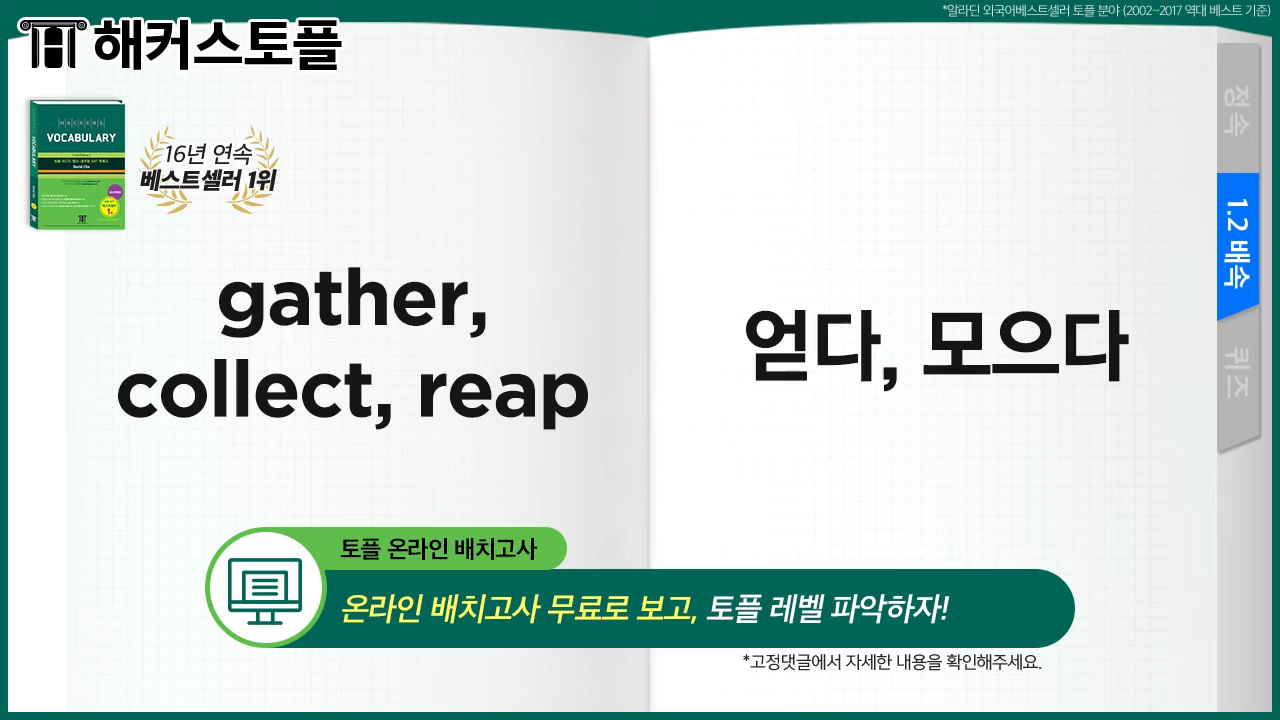 *알라딘 외국어베스트셀러 토플 분야 (2002~2017 역대 베스트 기준)
해커스토플
HACKERS
VOCABULARY
David Cho
16년 연속
베스트셀러 1위
정속
1.2 배속
퀴즈
gather,
collect, reap
얻다, 모으다
토플 온라인 배치고사
온라인 배치고사 무료로 보고, 토플 레벨 파악하자!
*고정댓글에서 자세한 내용을 확인해주세요.